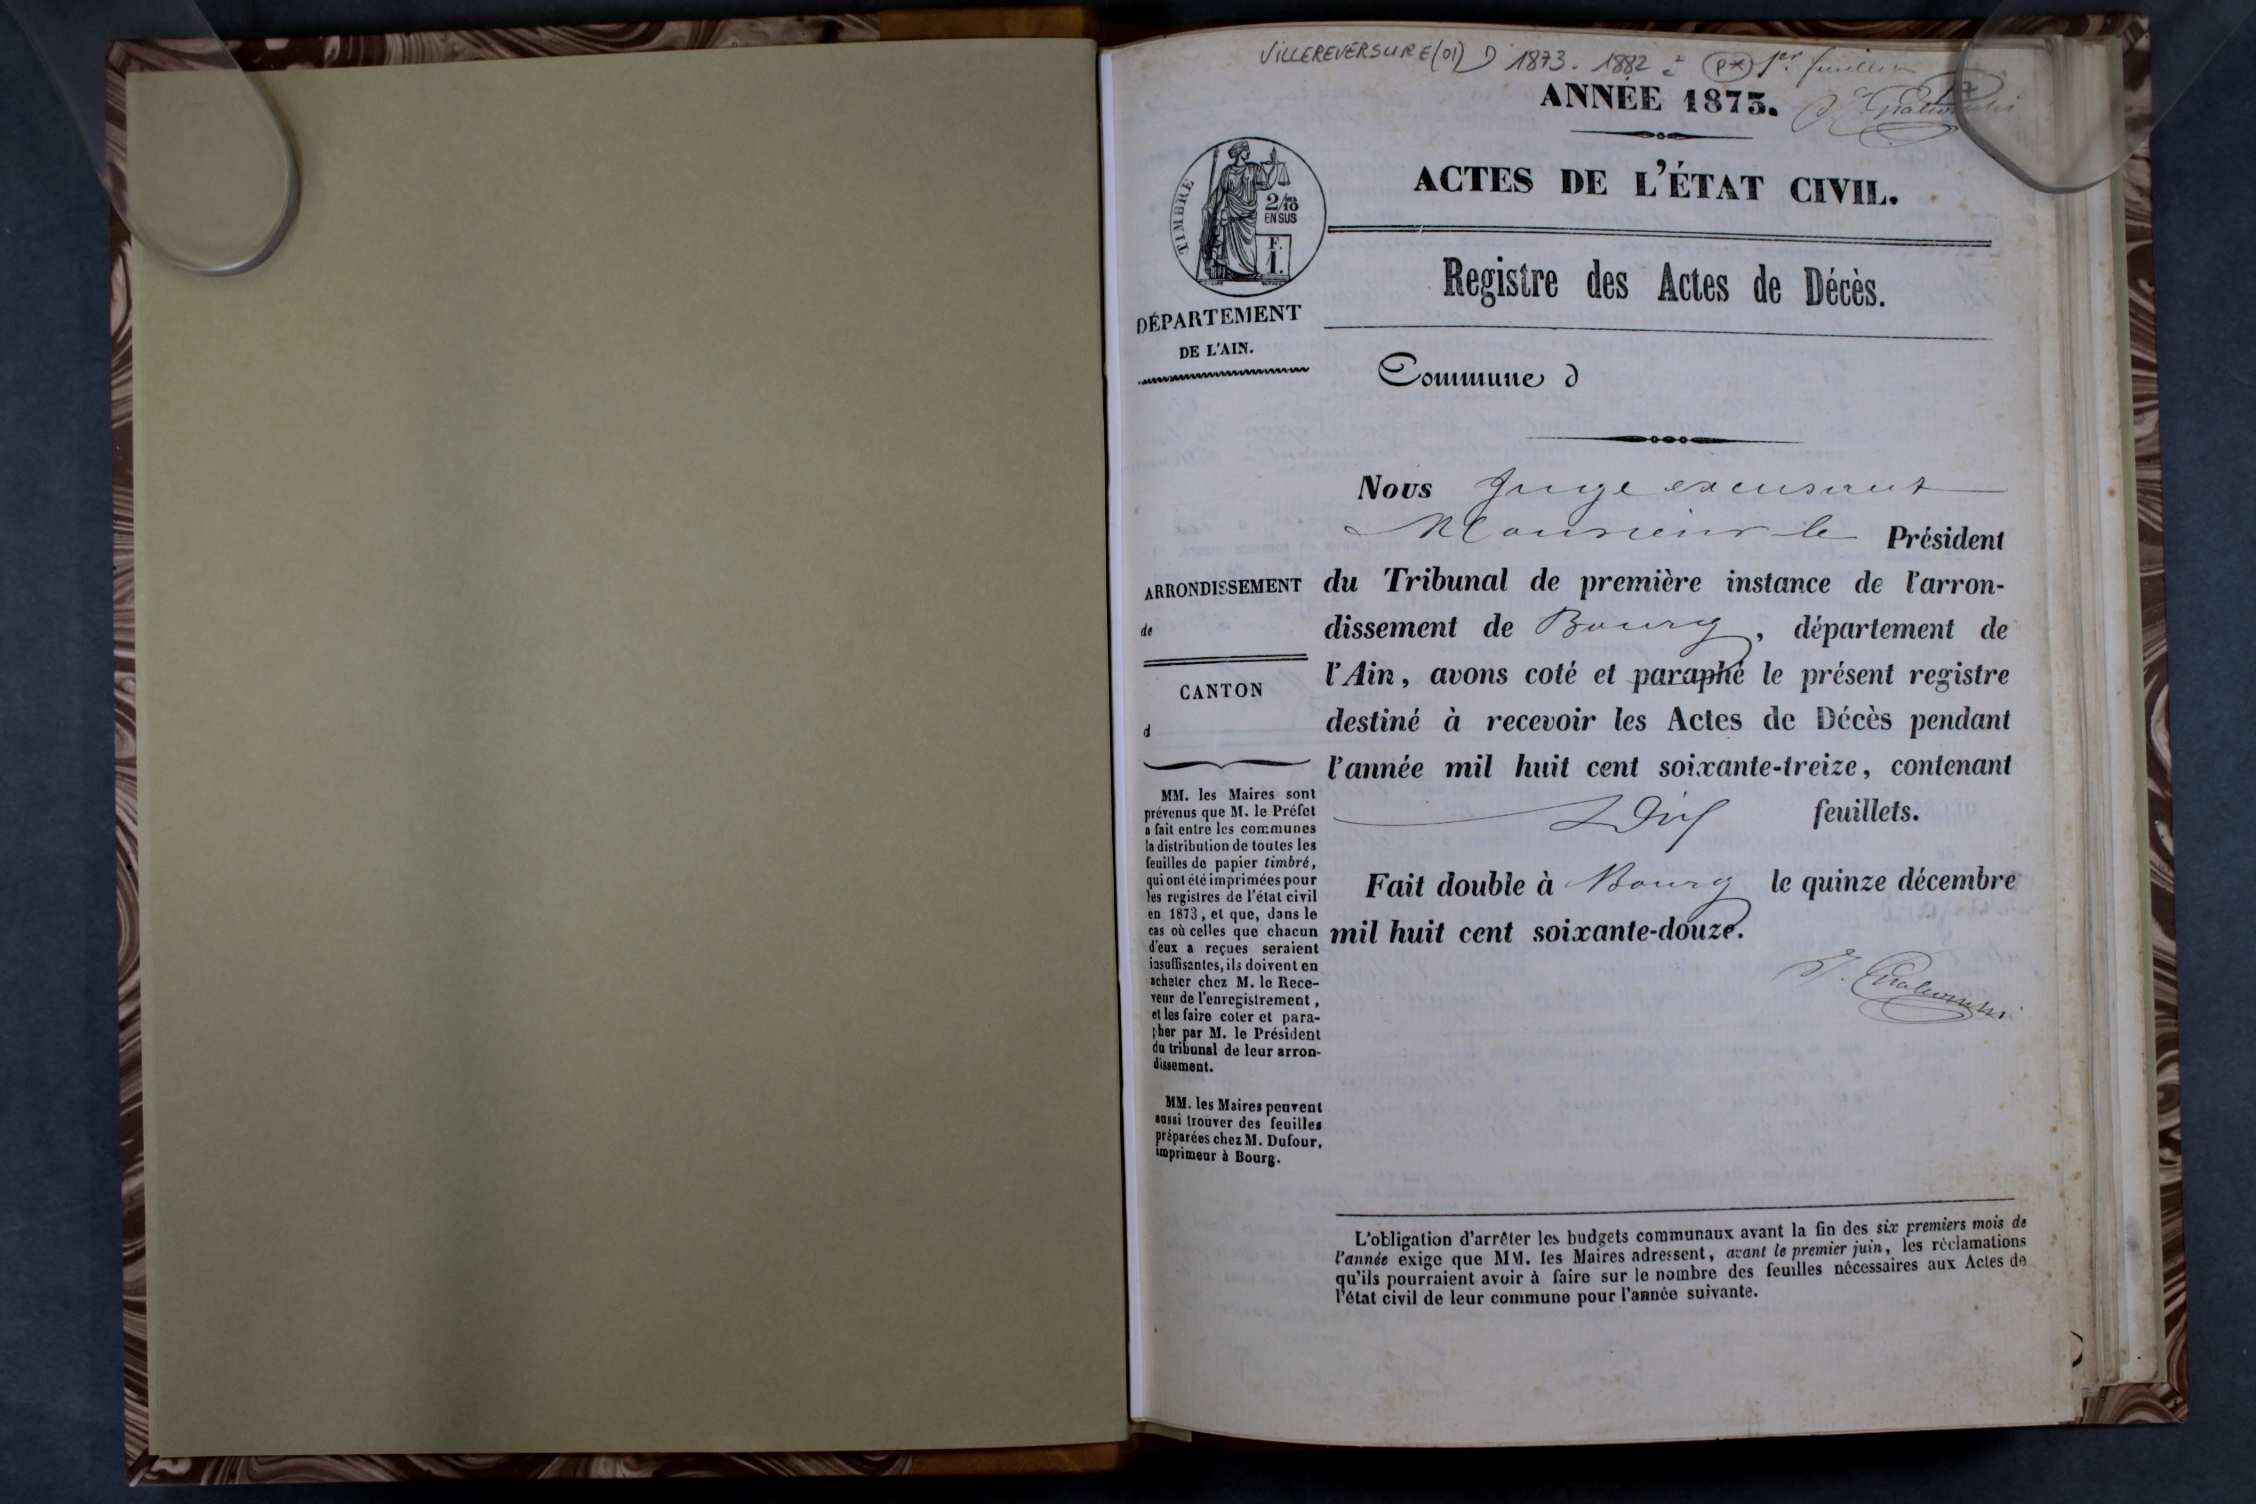 VILLEREVERSURE (01) D 1873. 1882
1er feuillet
ANNÉE 1873.
ACTES DE L'ÉTAT CIVIL.
TIMBRE
2/10
EN SUS
F.
1.
DÉPARTEMENT
DE L'AIN.
Registre des Actes de Décès.
Commune d
Nous Juge excusant
Monsieur le Président
du Tribunal de première instance de l'arron-
dissement de Bourg, département de
l'Ain, avons coté et paraphé le présent registre
destiné à recevoir les Actes de Décès pendant
l'année mil huit cent soixante-treize, contenant
Dix feuillets.
Fait double à Bourg le quinze décembre
mil huit cent soixante-douze.
ARRONDISSEMENT
de
CANTON
d
MM. les Maires sont
prévenus que M. le Préfet
a fait entre les communes
la distribution de toutes les
feuilles de papier timbré,
qui ont été imprimées pour
les registres de l'état civil
en 1873, et que, dans le
cas où celles que chacun
d'eux a reçues seraient
insuffisantes, ils doivent en
acheter chez M. le Rece-
veur de l'enregistrement,
et les faire coter et para-
pher par M. le Président
du tribunal de leur arron-
dissement.
MM. les Maires peuvent
aussi trouver des feuilles
préparées chez M. Dufour,
imprimeur à Bourg.
L'obligation d'arrêter les budgets communaux avant la fin des six premiers mois de
l'année exige que MM. les Maires adressent, avant le premier juin, les réclamations
qu'ils pourraient avoir à faire sur le nombre des feuilles nécessaires aux Actes de
l'état civil de leur commune pour l'année suivante.